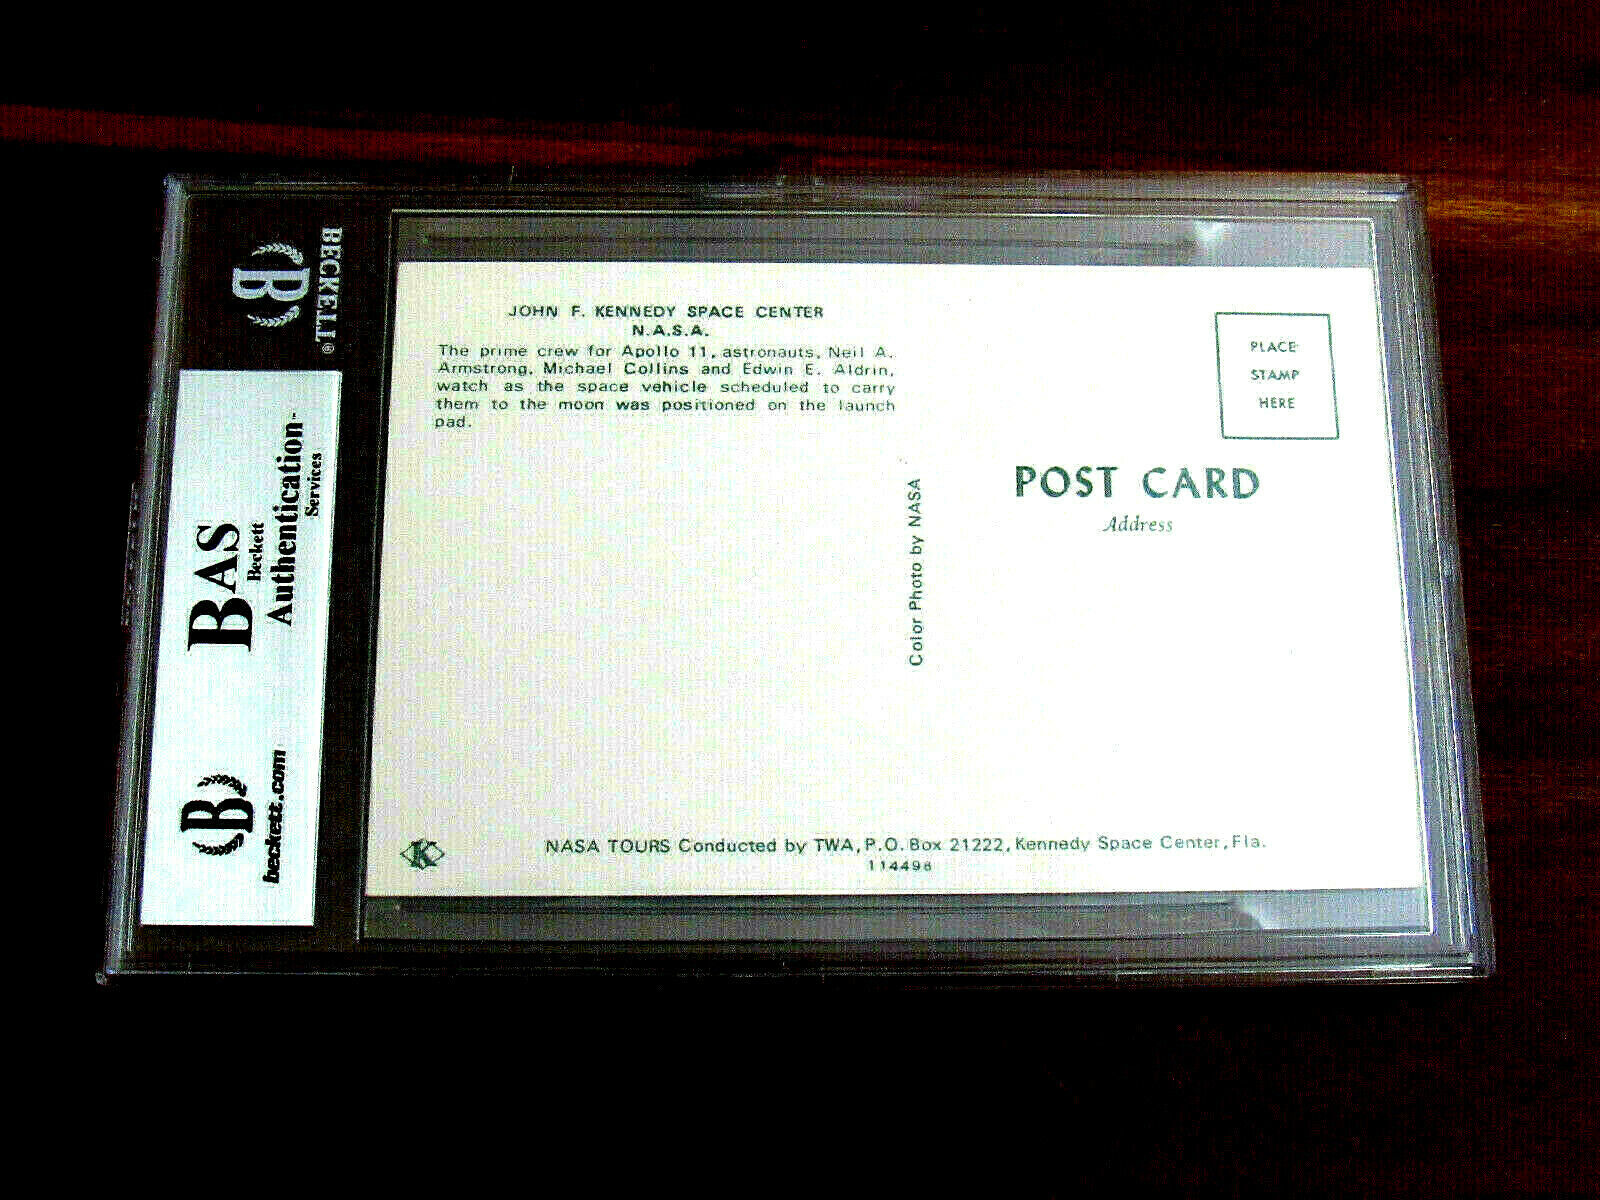 BECKETT®
BAS
Beckett
Authentication™
Services
beckett.com
JOHN F. KENNEDY SPACE CENTER
N.A.S.A.
The prime crew for Apollo 11, astronauts, Neil A.
Armstrong, Michael Collins and Edwin E. Aldrin,
watch as the space vehicle scheduled to carry
them to the moon was positioned on the launch
pad.
PLACE
STAMP
HERE
POST CARD
Address
Color Photo by NASA
K
NASA TOURS Conducted by TWA, P.O. Box 21222, Kennedy Space Center, Fla.
114498